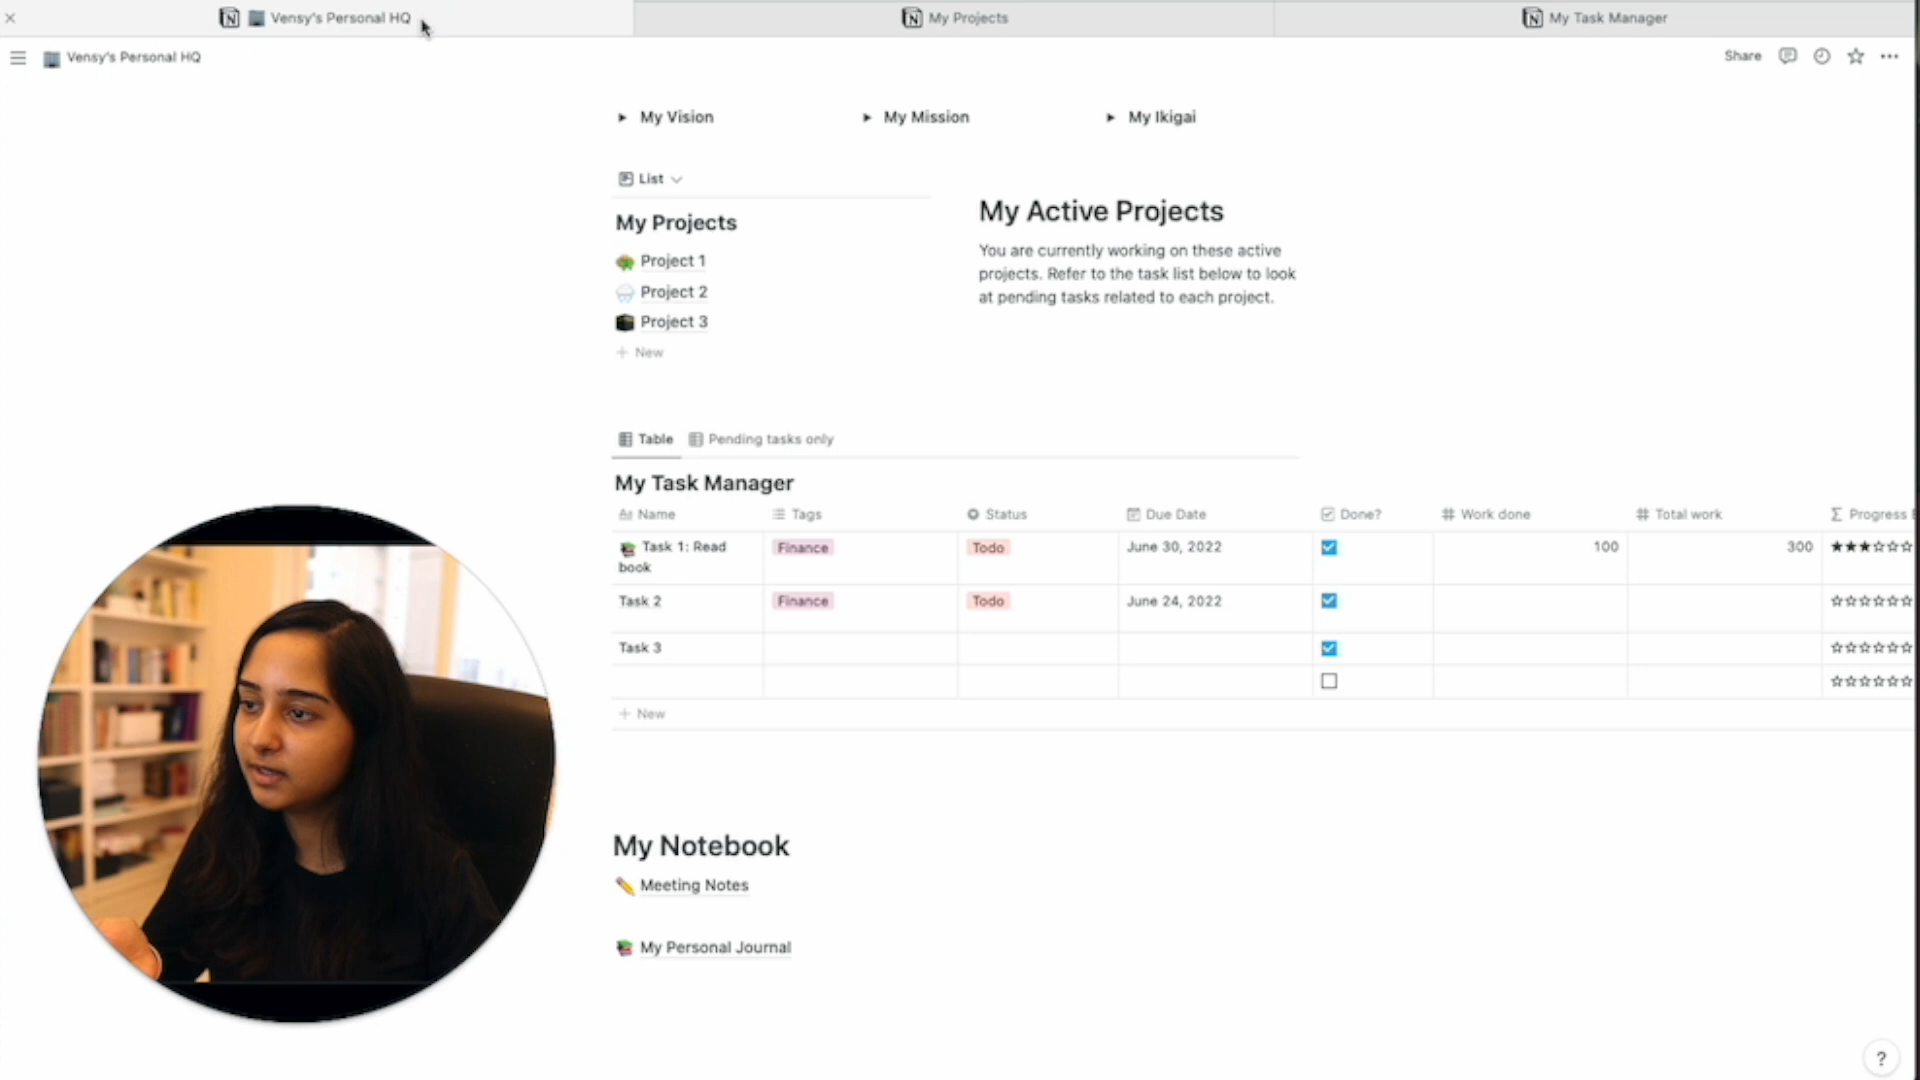 Vensy's Personal HQ
My Projects
My Task Manager
Vensy's Personal HQ
Share
My Vision
My Mission
My Ikigai
List
My Projects
Project 1
Project 2
Project 3
New
My Active Projects
You are currently working on these active
projects. Refer to the task list below to look
at pending tasks related to each project.
Table
Pending tasks only
My Task Manager
Name Tags Status Due Date Done? Work done Total work Progress
Task 1: Read
book
Finance Todo June 30, 2022 100 300 ★★★☆☆☆
Task 2 Finance Todo June 24, 2022 ☆☆☆☆☆☆
Task 3 ☆☆☆☆☆☆
☆☆☆☆☆☆
New
My Notebook
Meeting Notes
My Personal Journal
?